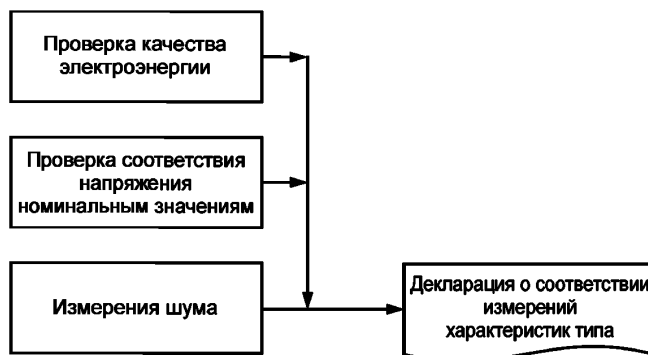 Проверка качества
электроэнергии
Проверка соответствия
напряжения
номинальным значениям
Измерения шума
Декларация о соответствии
измерений
характеристик типа